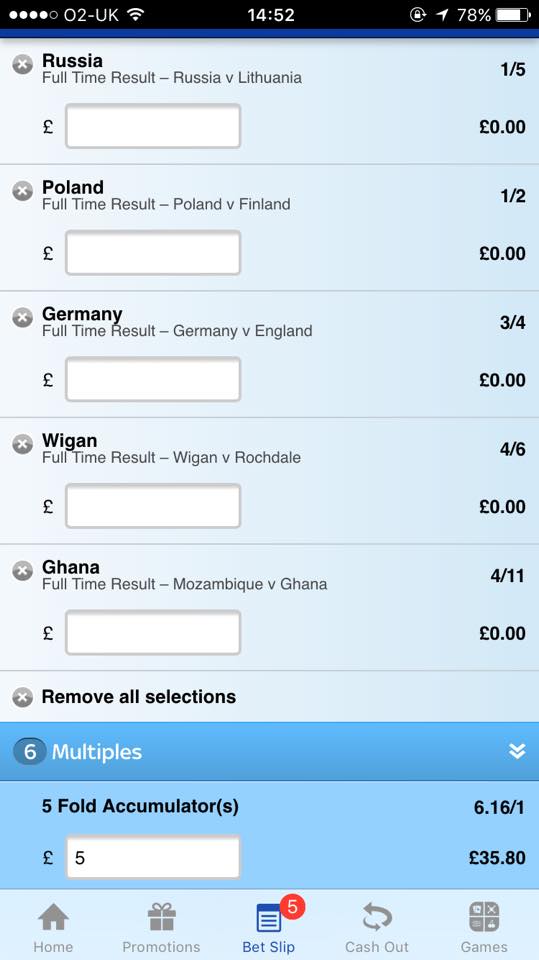 O2-UK 14:52 78%
Russia 1/5
Full Time Result – Russia v Lithuania
£ £0.00
Poland 1/2
Full Time Result – Poland v Finland
£ £0.00
Germany 3/4
Full Time Result – Germany v England
£ £0.00
Wigan 4/6
Full Time Result – Wigan v Rochdale
£ £0.00
Ghana 4/11
Full Time Result – Mozambique v Ghana
£ £0.00
Remove all selections
6 Multiples
5 Fold Accumulator(s) 6.16/1
£ 5 £35.80
5
Home Promotions Bet Slip Cash Out Games